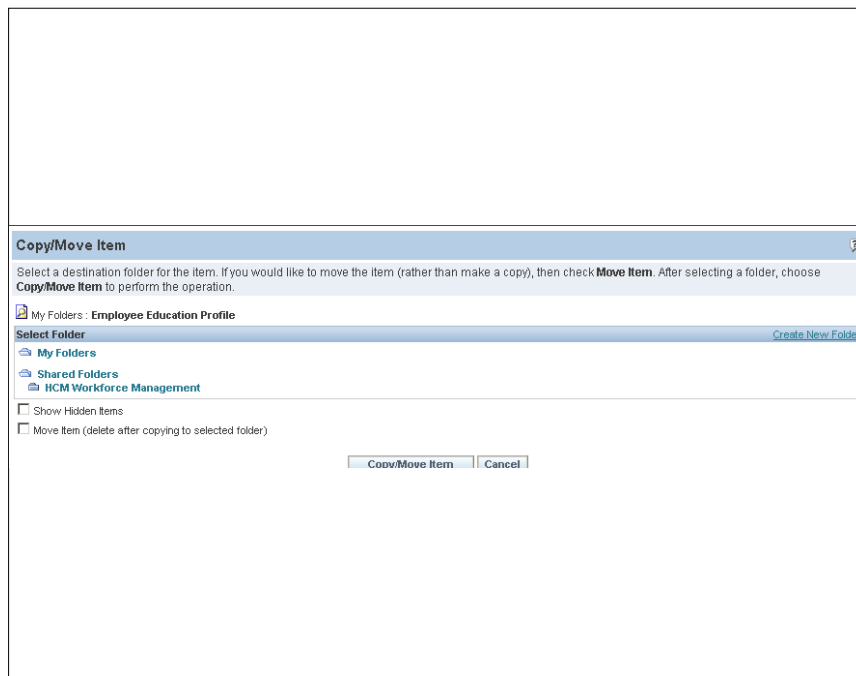 Copy/Move Item
Select a destination folder for the item. If you would like to move the item (rather than make a copy), then check Move Item. After selecting a folder, choose
Copy/Move Item to perform the operation.
My Folders : Employee Education Profile
Select Folder Create New Folde
My Folders
Shared Folders
HCM Workforce Management
Show Hidden Items
Move Item (delete after copying to selected folder)
Copy/Move Item Cancel